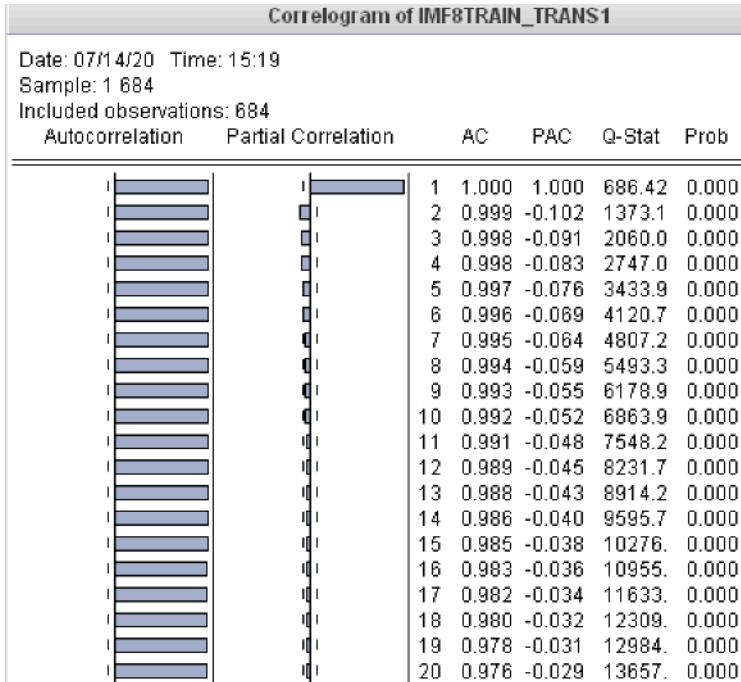 Correlogram of IMF8TRAIN_TRANS1
Date: 07/14/20 Time: 15:19
Sample: 1 684
Included observations: 684
Autocorrelation Partial Correlation AC PAC Q-Stat Prob
1 1.000 1.000 686.42 0.000
2 0.999 -0.102 1373.1 0.000
3 0.998 -0.091 2060.0 0.000
4 0.998 -0.083 2747.0 0.000
5 0.997 -0.076 3433.9 0.000
6 0.996 -0.069 4120.7 0.000
7 0.995 -0.064 4807.2 0.000
8 0.994 -0.059 5493.3 0.000
9 0.993 -0.055 6178.9 0.000
10 0.992 -0.052 6863.9 0.000
11 0.991 -0.048 7548.2 0.000
12 0.989 -0.045 8231.7 0.000
13 0.988 -0.043 8914.2 0.000
14 0.986 -0.040 9595.7 0.000
15 0.985 -0.038 10276. 0.000
16 0.983 -0.036 10955. 0.000
17 0.982 -0.034 11633. 0.000
18 0.980 -0.032 12309. 0.000
19 0.978 -0.031 12984. 0.000
20 0.976 -0.029 13657. 0.000